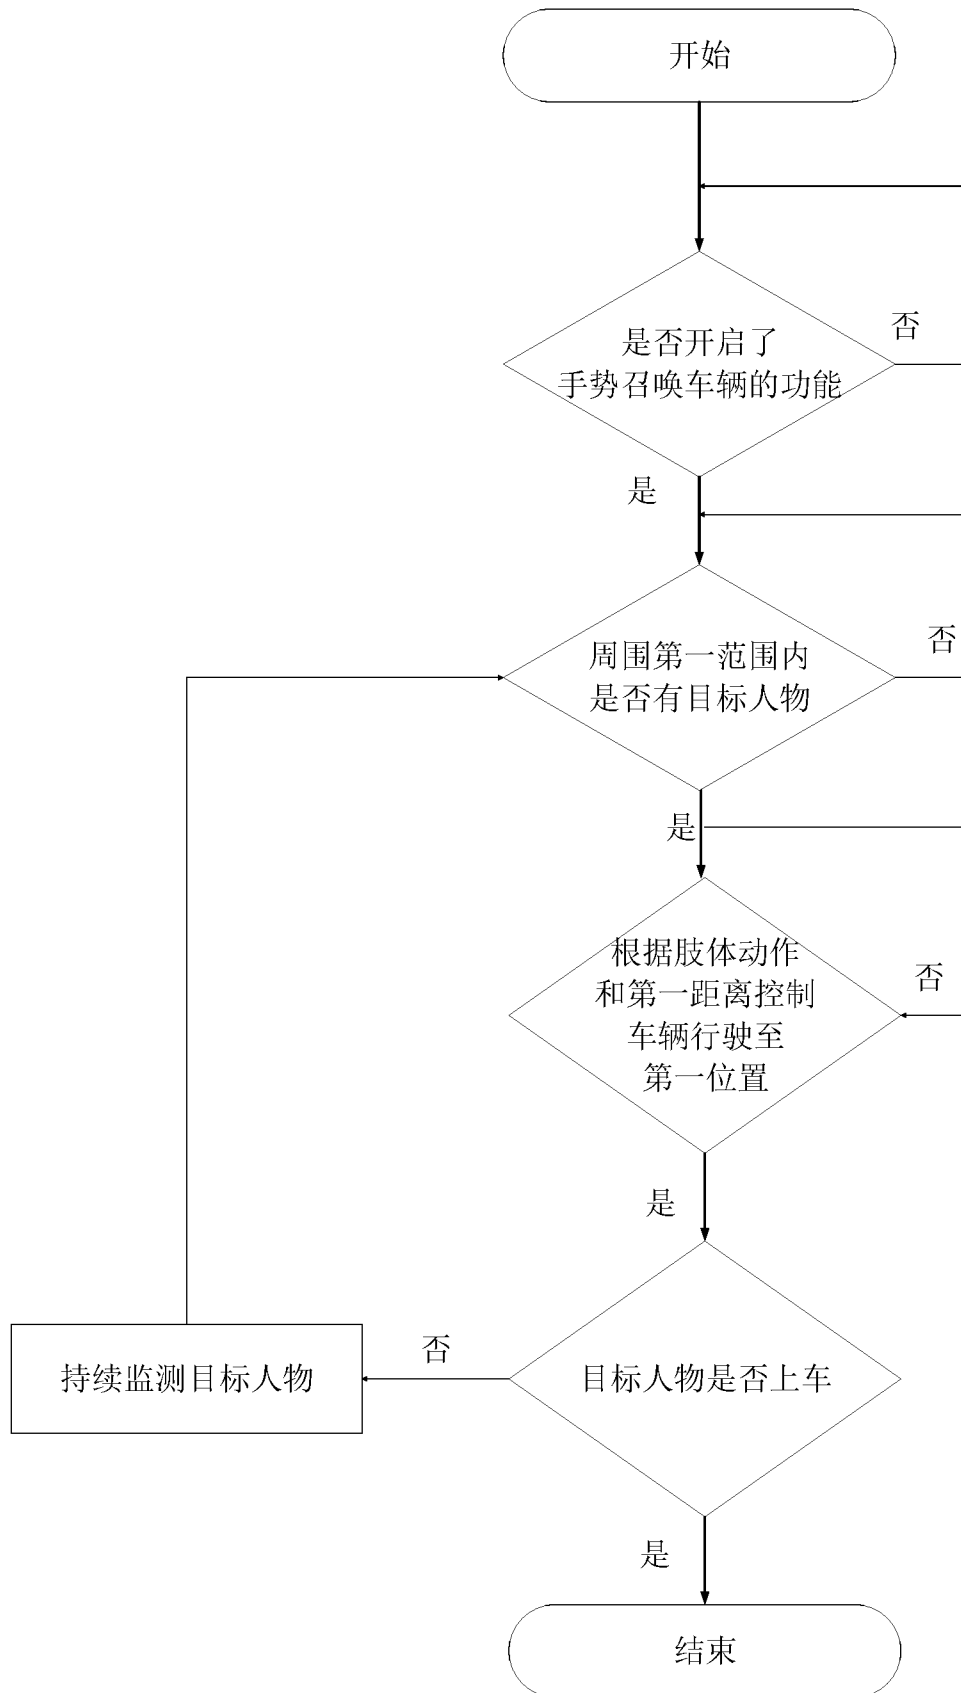 开始
是否开启了
手势召唤车辆的功能
否
是
周围第一范围内
是否有目标人物
否
是
根据肢体动作
和第一距离控制
车辆行驶至
第一位置
否
是
目标人物是否上车
否
持续监测目标人物
是
结束